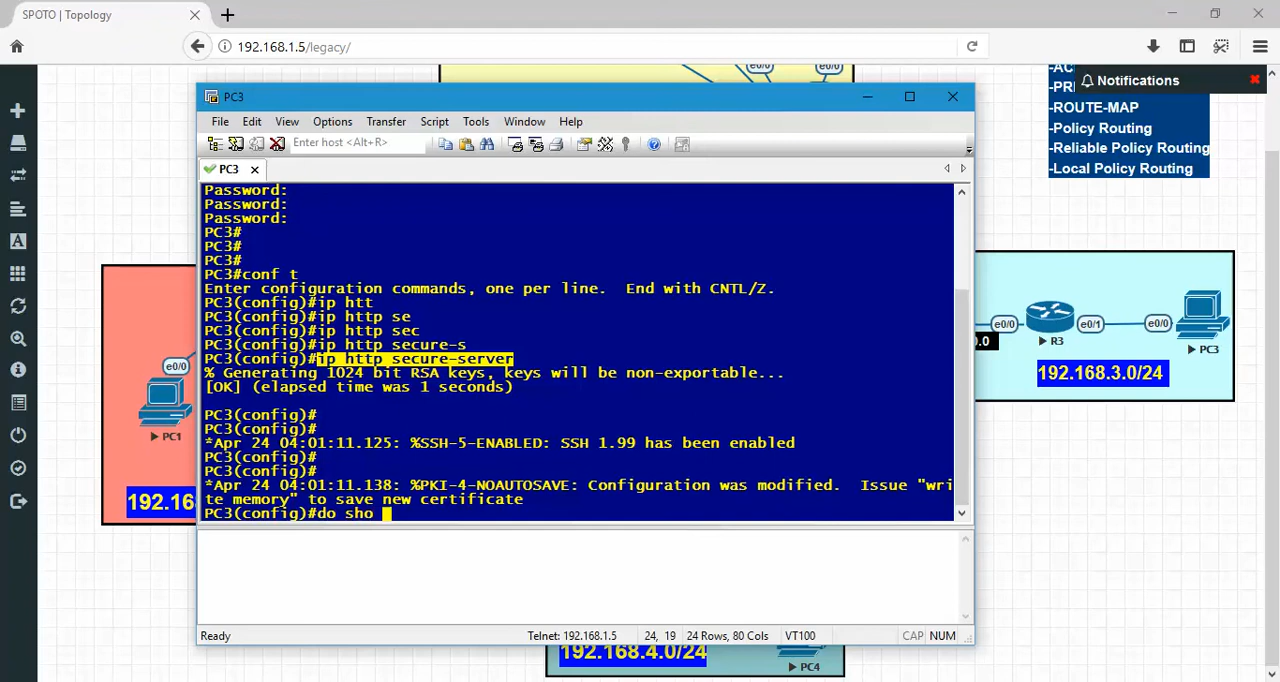 SPOTO | Topology
192.168.1.5/legacy/
e0/0
e0/0
Notifications
-ROUTE-MAP
-Policy Routing
-Reliable Policy Routing
-Local Policy Routing
PC3
File Edit View Options Transfer Script Tools Window Help
Enter host <Alt+R>
PC3
Password:
Password:
Password:
PC3#
PC3#
PC3#
PC3#conf t
Enter configuration commands, one per line.  End with CNTL/Z.
PC3(config)#ip htt
PC3(config)#ip http se
PC3(config)#ip http sec
PC3(config)#ip http secure-s
PC3(config)#ip http secure-server
% Generating 1024 bit RSA keys, keys will be non-exportable...
[OK] (elapsed time was 1 seconds)
PC3(config)#
PC3(config)#
*Apr 24 04:01:11.125: %SSH-5-ENABLED: SSH 1.99 has been enabled
PC3(config)#
PC3(config)#
*Apr 24 04:01:11.138: %PKI-4-NOAUTOSAVE: Configuration was modified.  Issue "wri
te memory" to save new certificate
PC3(config)#do sho
Ready
Telnet: 192.168.1.5 24, 19 24 Rows, 80 Cols VT100 CAP NUM
e0/0
PC1
192.16
e0/0 e0/1 e0/0
.0 R3 PC3
192.168.3.0/24
192.168.4.0/24
PC4